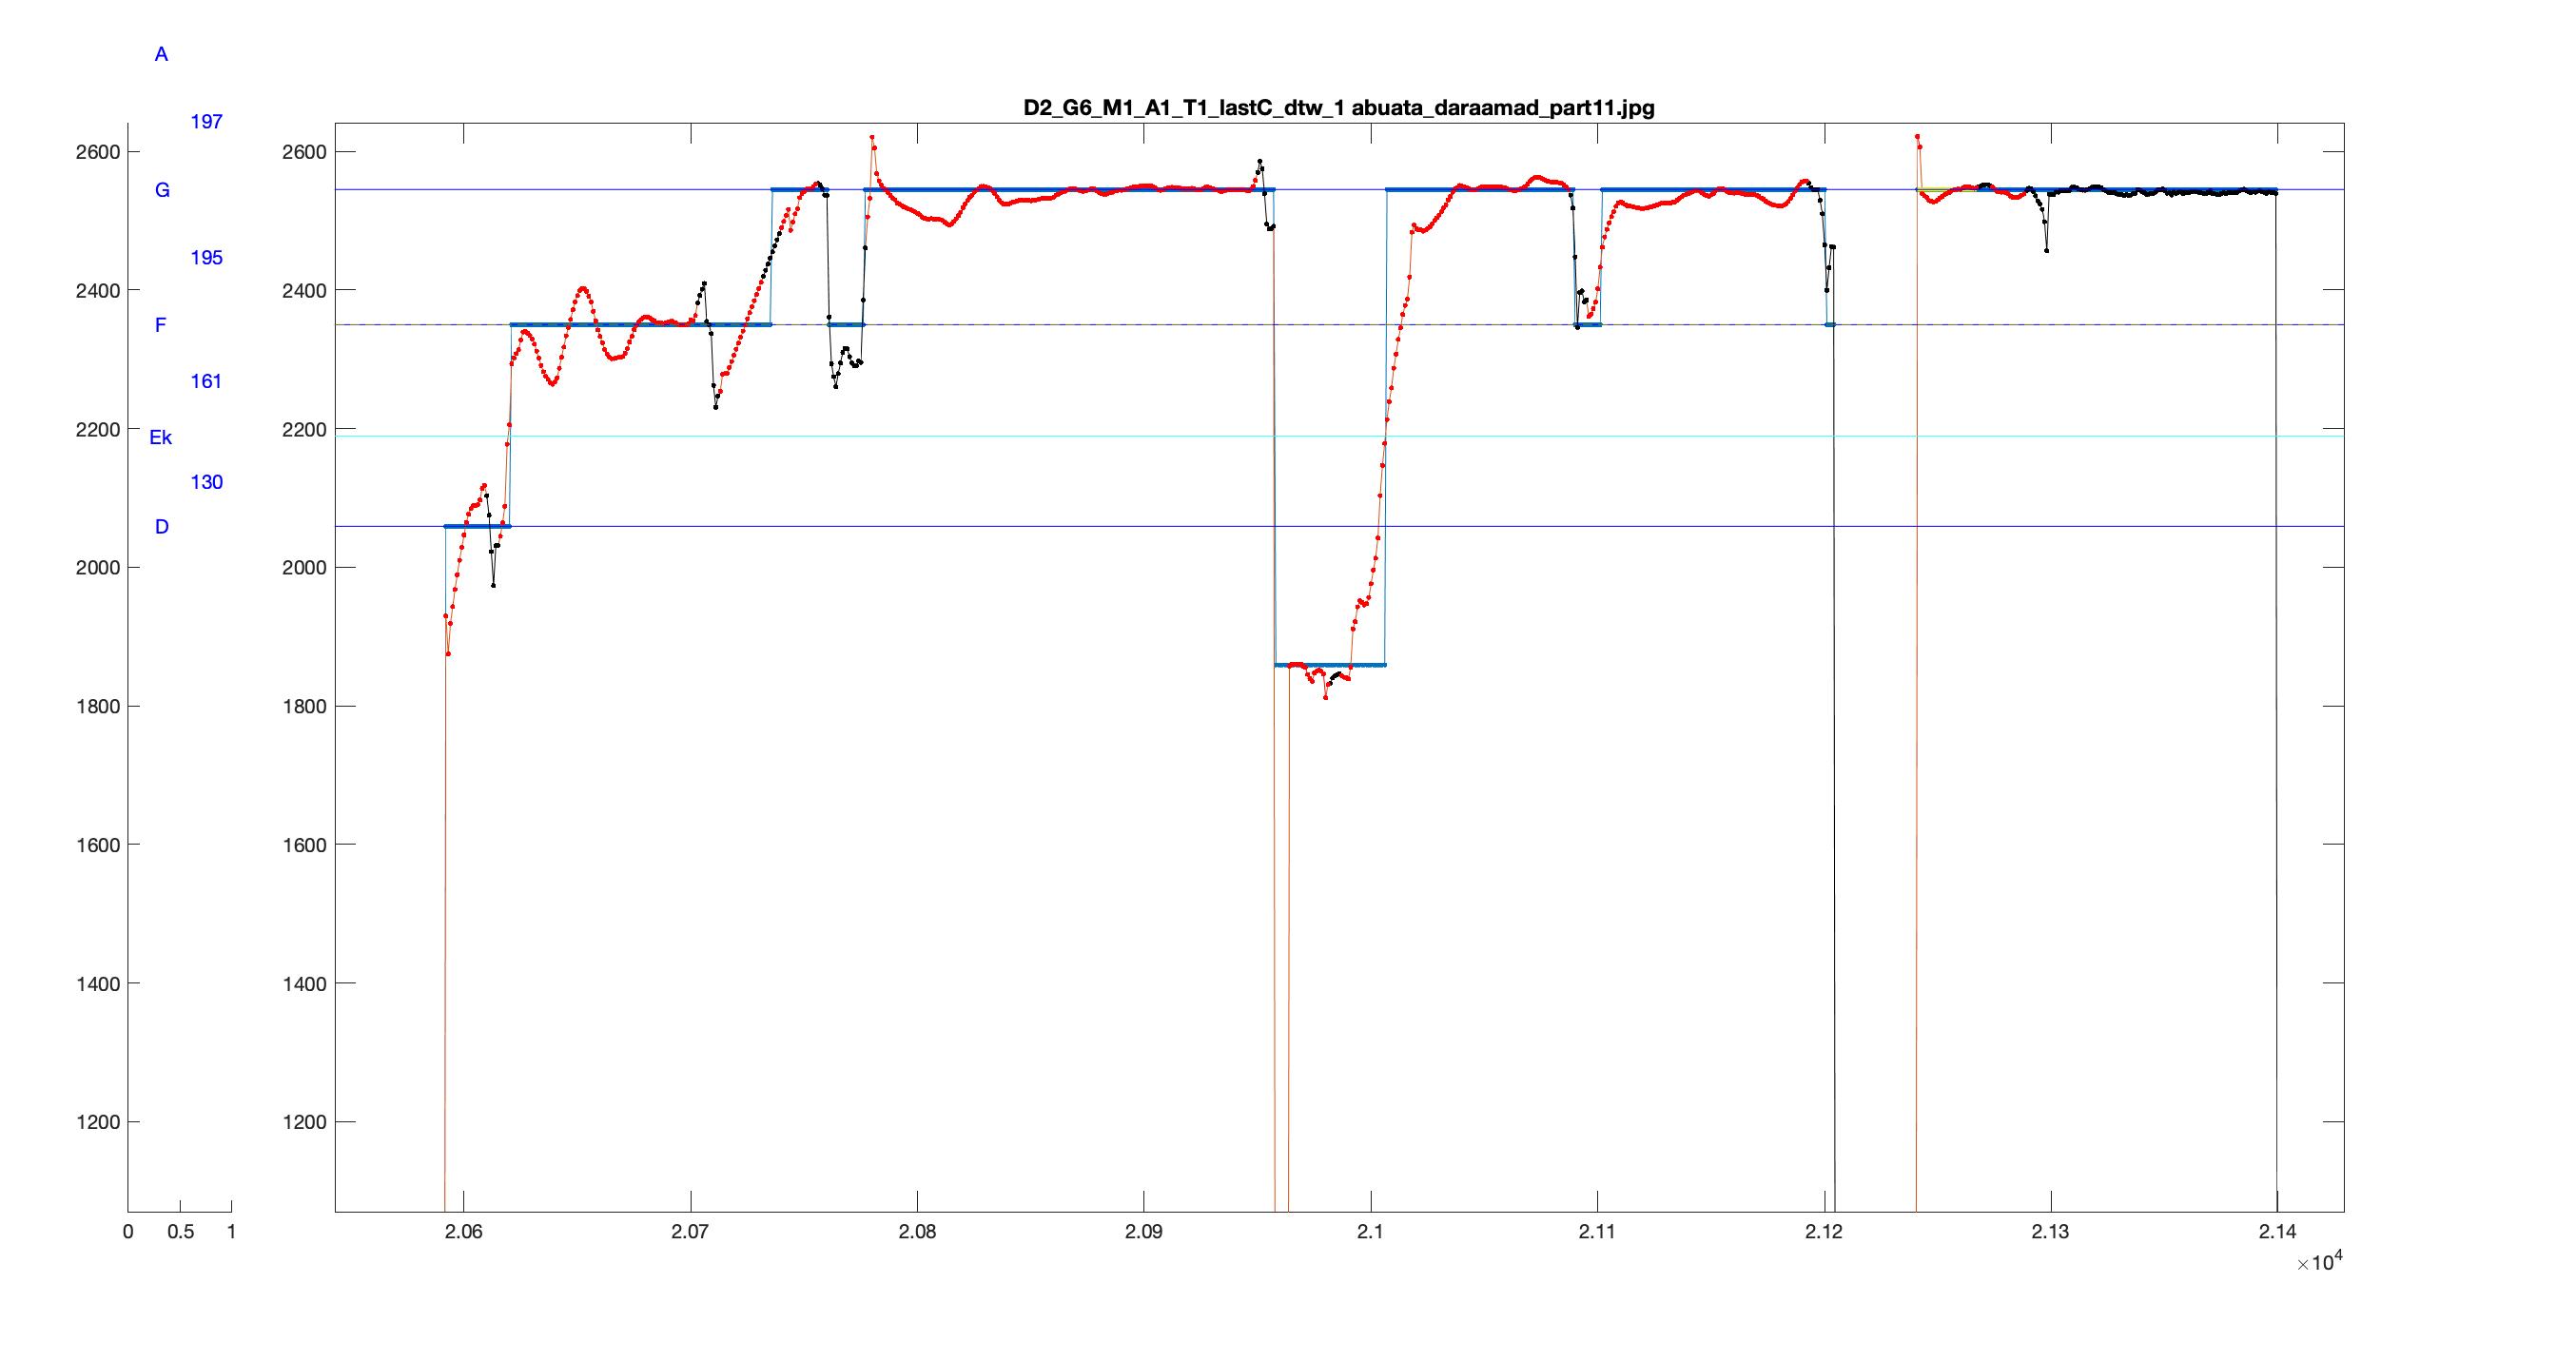 A
D2_G6_M1_A1_T1_lastC_dtw_1 abuata_daraamad_part11.jpg
197
2600 2600
G
195
2400 2400
F
161
2200 Ek 2200
130
D
2000 2000
1800 1800
1600 1600
1400 1400
1200 1200
0 0.5 1 2.06 2.07 2.08 2.09 2.1 2.11 2.12 2.13 2.14
×10⁴